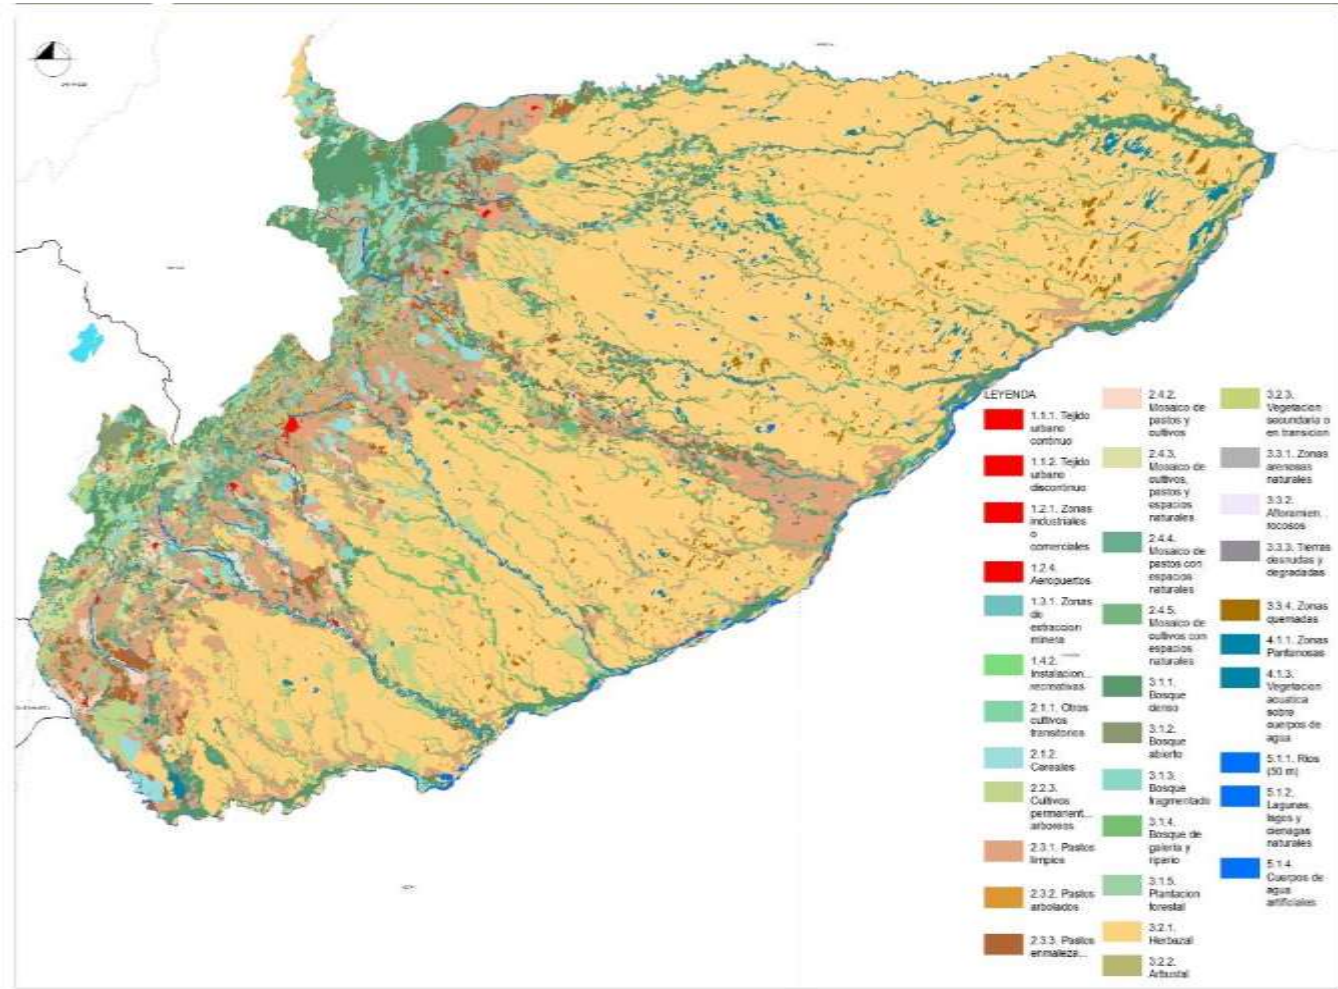 LEYENDA
1.1.1. Tejido
urbano
continuo
1.1.2. Tejido
urbano
discontinuo
1.2.1. Zonas
industriales
o
comerciales
1.2.4.
Aeropuertos
1.3.1. Zonas
de
extraccion
minera
1.4.2.
Instalacion...
recreativas
2.1.1. Otros
cultivos
transitorios
2.1.2.
Cereales
2.2.3.
Cultivos
permanent...
arboreos
2.3.1. Pastos
limpios
2.3.2. Pastos
arbolados
2.3.3. Pastos
enmaleza...
2.4.2.
Mosaico de
pastos y
cultivos
2.4.3.
Mosaico de
cultivos,
pastos y
espacios
naturales
2.4.4.
Mosaico de
pastos con
espacios
naturales
2.4.5.
Mosaico de
cultivos con
espacios
naturales
3.1.1.
Bosque
denso
3.1.2.
Bosque
abierto
3.1.3.
Bosque
fragmentado
3.1.4.
Bosque de
galeria y
ripario
3.1.5.
Plantacion
forestal
3.2.1.
Herbazal
3.2.2.
Arbustal
3.2.3.
Vegetacion
secundaria o
en transicion
3.3.1. Zonas
arenosas
naturales
3.3.2.
Afloramien...
rocosos
3.3.3. Tierras
desnudas y
degradadas
3.3.4. Zonas
quemadas
4.1.1. Zonas
Pantanosas
4.1.3.
Vegetacion
acuatica
sobre
cuerpos de
agua
5.1.1. Rios
(50 m)
5.1.2.
Lagunas,
lagos y
cienagas
naturales
5.1.4.
Cuerpos de
agua
artificiales